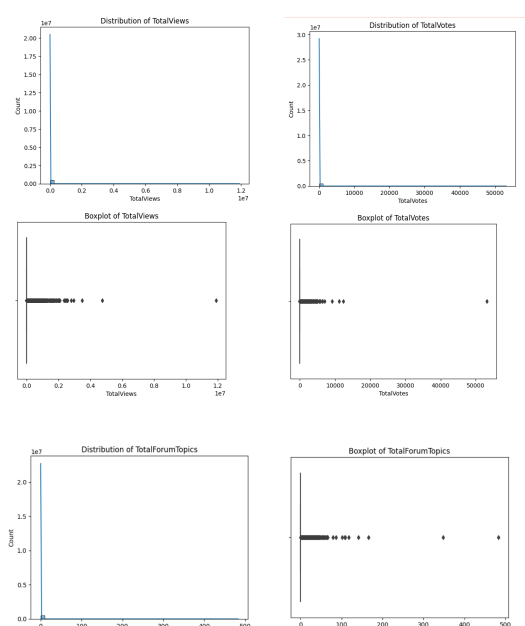 Distribution of TotalViews
1e7
2.00
1.75
1.50
1.25
1.00
0.75
0.50
0.25
0.00
Count
0.0 0.2 0.4 0.6 0.8 1.0 1.2
TotalViews
1e7
Distribution of TotalVotes
1e7
3.0
2.5
2.0
1.5
1.0
0.5
0.0
Count
0 10000 20000 30000 40000 50000
TotalVotes
Boxplot of TotalViews
0.0 0.2 0.4 0.6 0.8 1.0 1.2
TotalViews
1e7
Boxplot of TotalVotes
0 10000 20000 30000 40000 50000
TotalVotes
Distribution of TotalForumTopics
1e7
2.0
1.5
1.0
0.5
0.0
Count
0 100 200 300 400 500
Boxplot of TotalForumTopics
0 100 200 300 400 500